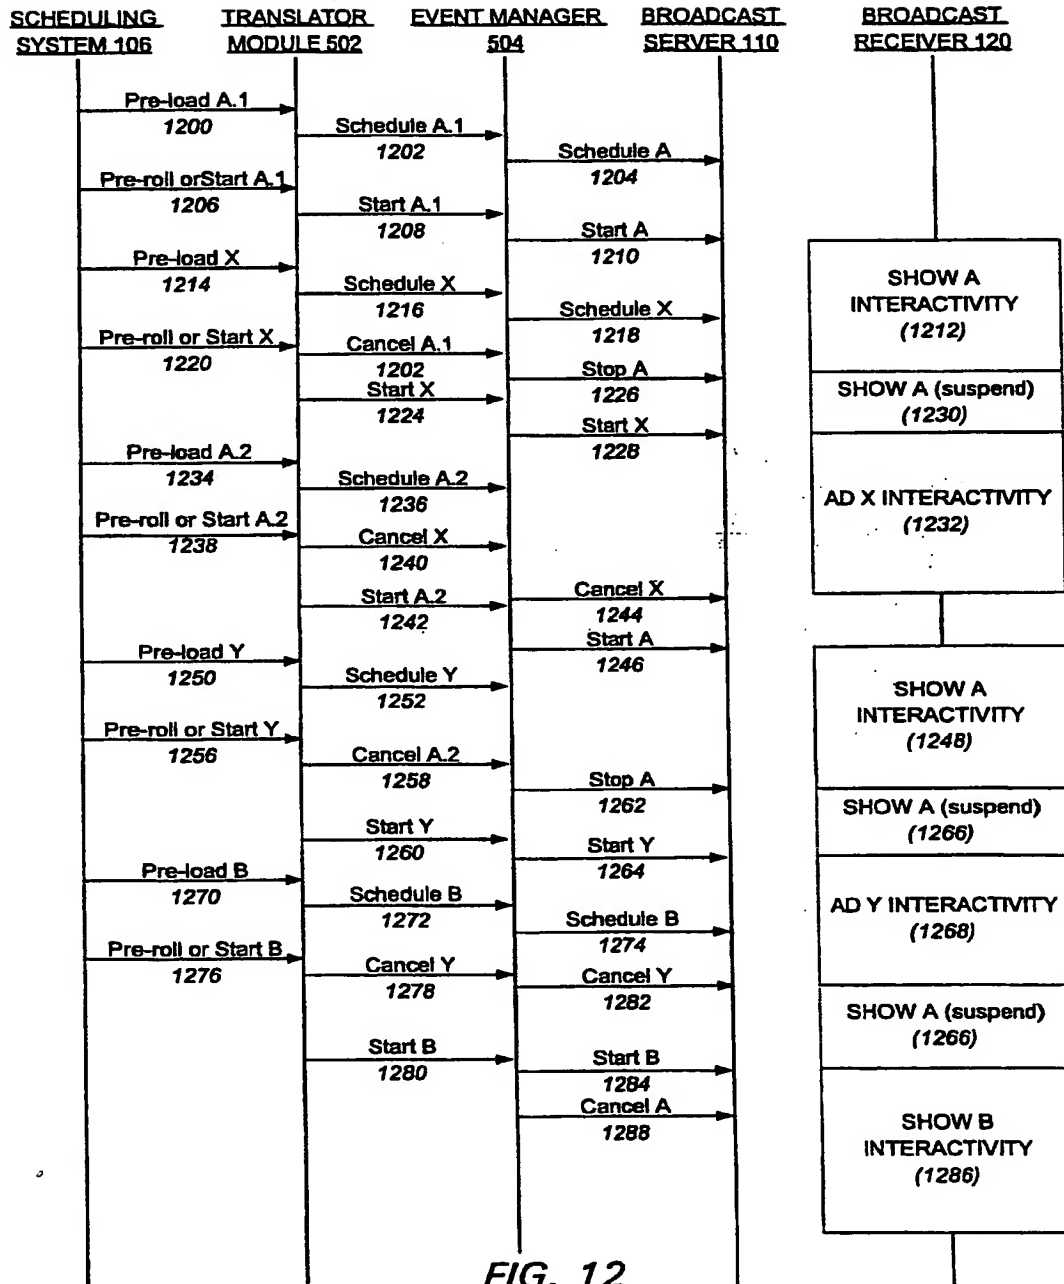 SCHEDULING
SYSTEM 106
TRANSLATOR
MODULE 502
EVENT MANAGER
504
BROADCAST
SERVER 110
BROADCAST
RECEIVER 120
Pre-load A.1
1200
Schedule A.1
1202
Schedule A
1204
Pre-roll orStart A.1
1206
Start A.1
1208
Start A
1210
Pre-load X
1214
Schedule X
1216
Schedule X
1218
SHOW A
INTERACTIVITY
(1212)
Pre-roll or Start X
1220
Cancel A.1
1202
Stop A
1226
Start X
1224
SHOW A (suspend)
(1230)
Start X
1228
Pre-load A.2
1234
Schedule A.2
1236
AD X INTERACTIVITY
(1232)
Pre-roll or Start A.2
1238
Cancel X
1240
Start A.2
1242
Cancel X
1244
Start A
1246
Pre-load Y
1250
Schedule Y
1252
SHOW A
INTERACTIVITY
(1248)
Pre-roll or Start Y
1256
Cancel A.2
1258
Stop A
1262
SHOW A (suspend)
(1266)
Start Y
1260
Start Y
1264
Pre-load B
1270
Schedule B
1272
Schedule B
1274
AD Y INTERACTIVITY
(1268)
Pre-roll or Start B
1276
Cancel Y
1278
Cancel Y
1282
SHOW A (suspend)
(1266)
Start B
1280
Start B
1284
Cancel A
1288
SHOW B
INTERACTIVITY
(1286)
FIG. 12